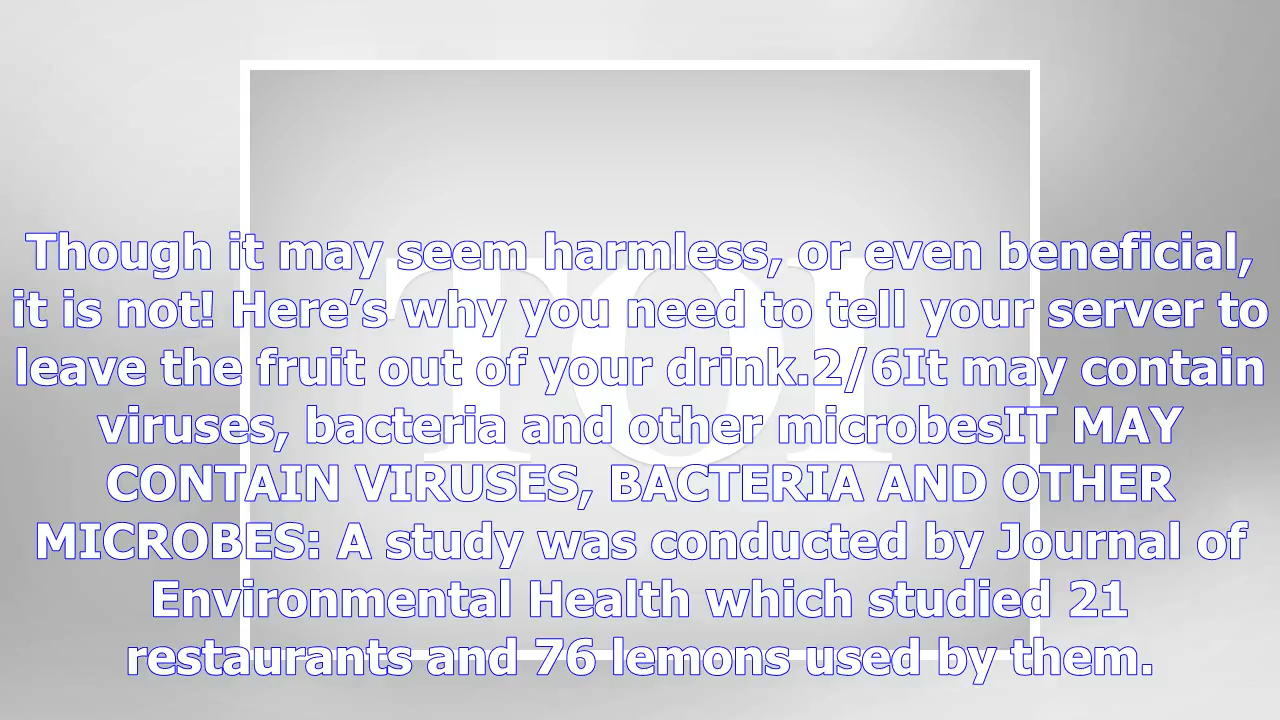 TOI
Though it may seem harmless, or even beneficial,
it is not! Here’s why you need to tell your server to
leave the fruit out of your drink.2/6It may contain
viruses, bacteria and other microbesIT MAY
CONTAIN VIRUSES, BACTERIA AND OTHER
MICROBES: A study was conducted by Journal of
Environmental Health which studied 21
restaurants and 76 lemons used by them.